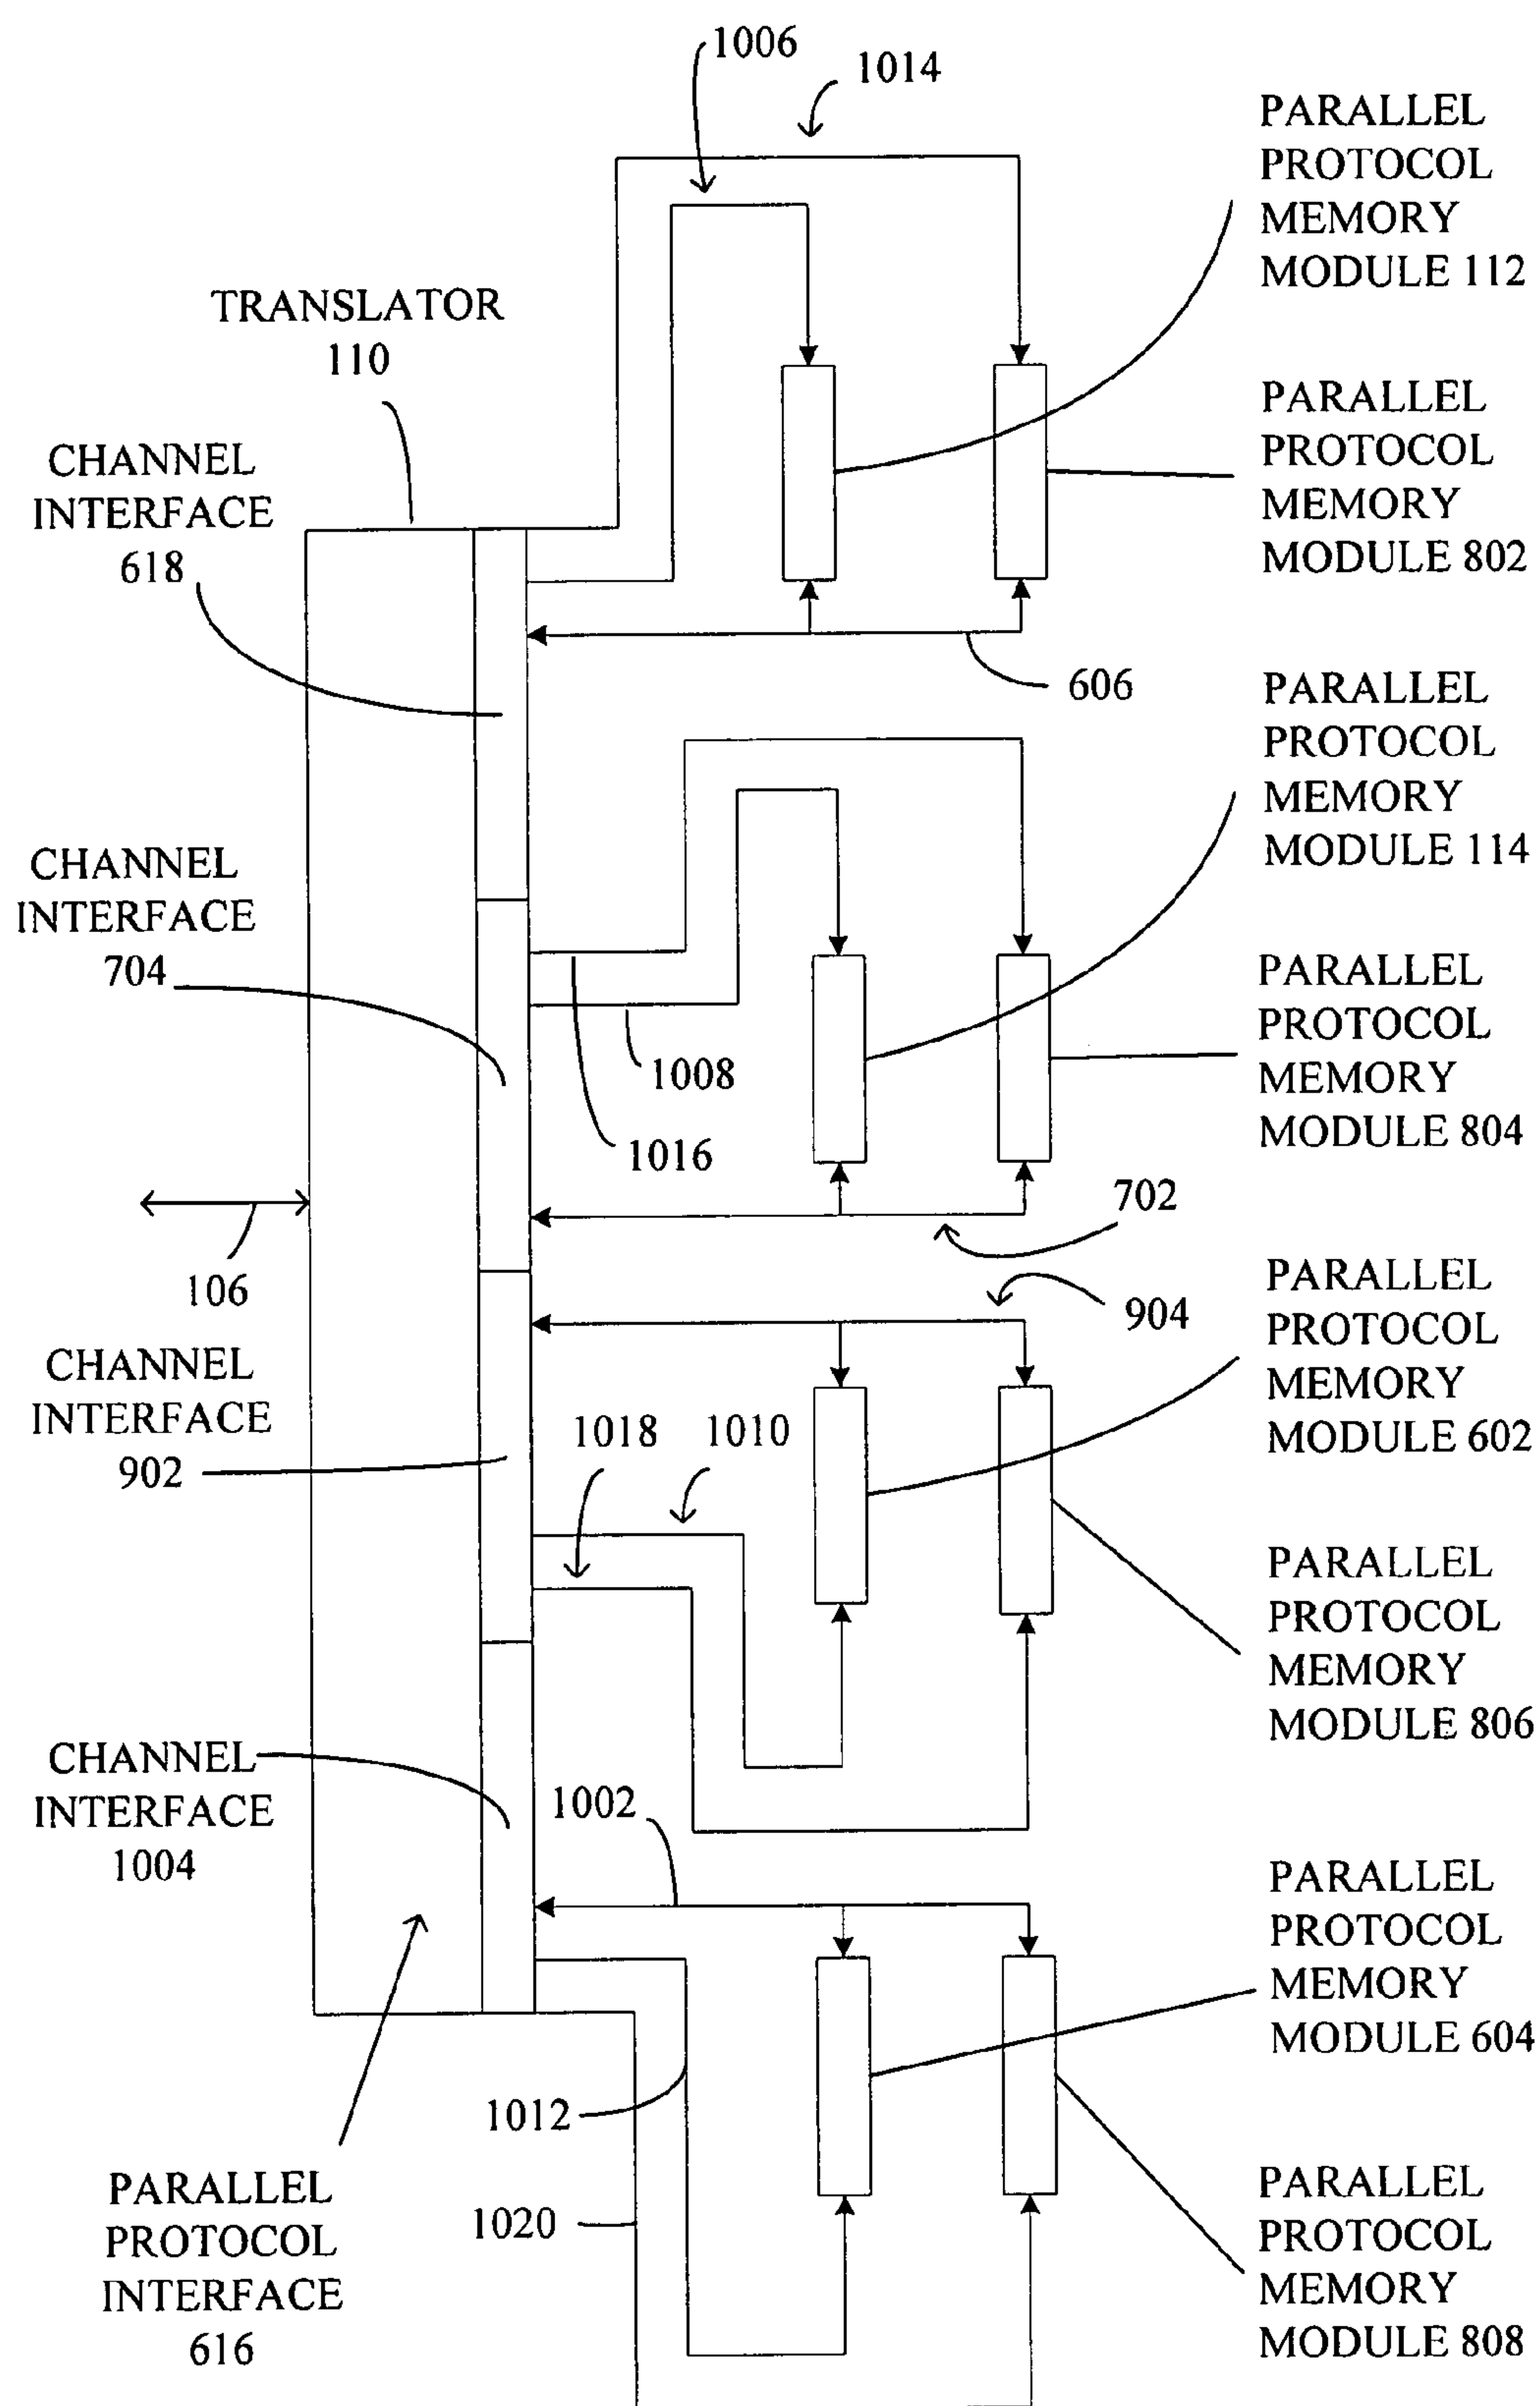 1006
1014
PARALLEL
PROTOCOL
MEMORY
MODULE 112
TRANSLATOR
110
PARALLEL
PROTOCOL
MEMORY
MODULE 802
CHANNEL
INTERFACE
618
606
PARALLEL
PROTOCOL
MEMORY
MODULE 114
CHANNEL
INTERFACE
704
1008
1016
PARALLEL
PROTOCOL
MEMORY
MODULE 804
702
106
904
PARALLEL
PROTOCOL
MEMORY
MODULE 602
CHANNEL
INTERFACE
902
1018
1010
PARALLEL
PROTOCOL
MEMORY
MODULE 806
CHANNEL
INTERFACE
1004
1002
PARALLEL
PROTOCOL
MEMORY
MODULE 604
1012
1020
PARALLEL
PROTOCOL
INTERFACE
616
PARALLEL
PROTOCOL
MEMORY
MODULE 808